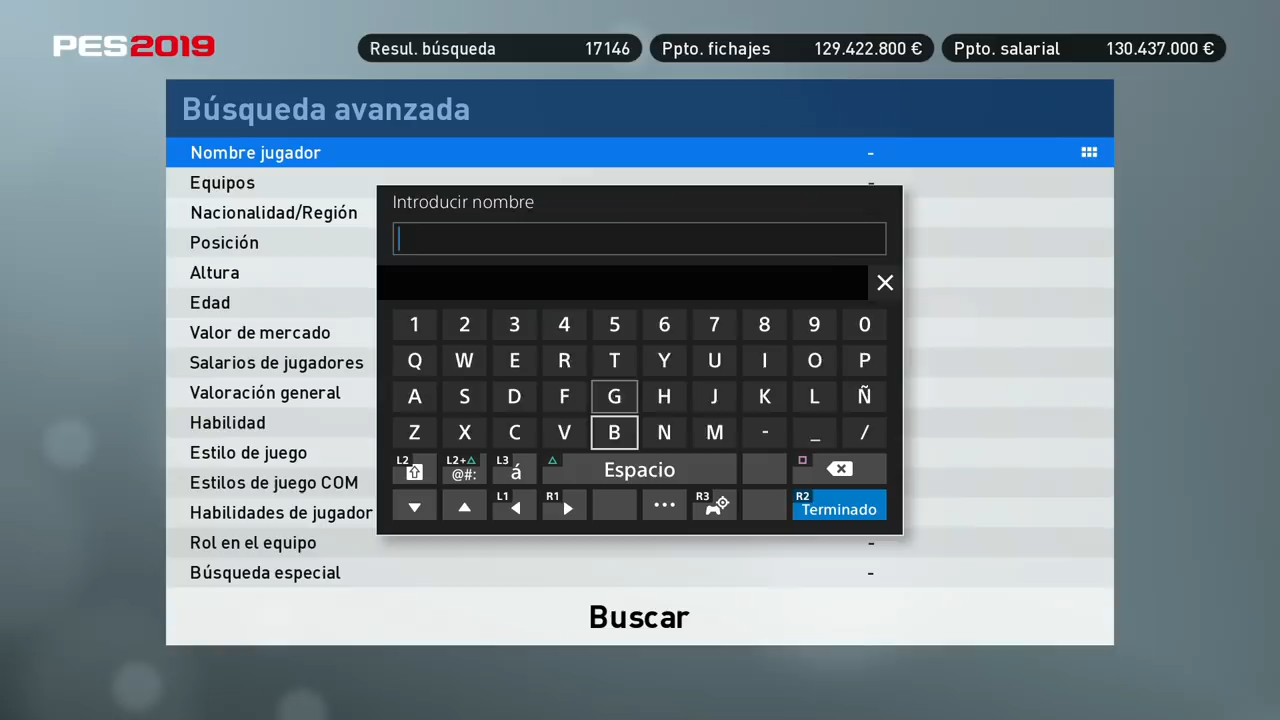 PES2019
Resul. búsqueda 17146
Ppto. fichajes 129.422.800 €
Ppto. salarial 130.437.000 €
Búsqueda avanzada
Nombre jugador -
Equipos -
Nacionalidad/Región
Posición
Altura
Edad
Valor de mercado
Salarios de jugadores
Valoración general
Habilidad
Estilo de juego
Estilos de juego COM
Habilidades de jugador
Rol en el equipo -
Búsqueda especial -
Buscar
Introducir nombre
1 2 3 4 5 6 7 8 9 0
Q W E R T Y U I O P
A S D F G H J K L Ñ
Z X C V B N M - _ /
L2 L2+△ @#: L3 á △ Espacio □
L1 R1 ... R3 R2 Terminado